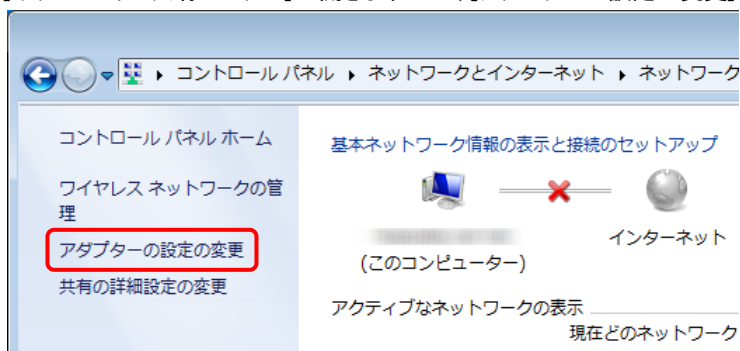 コントロール パネル ▸ ネットワークとインターネット ▸ ネットワーク
コントロール パネル ホーム
ワイヤレス ネットワークの管
理
アダプターの設定の変更
共有の詳細設定の変更
基本ネットワーク情報の表示と接続のセットアップ
(このコンピューター)
インターネット
アクティブなネットワークの表示
現在どのネットワーク